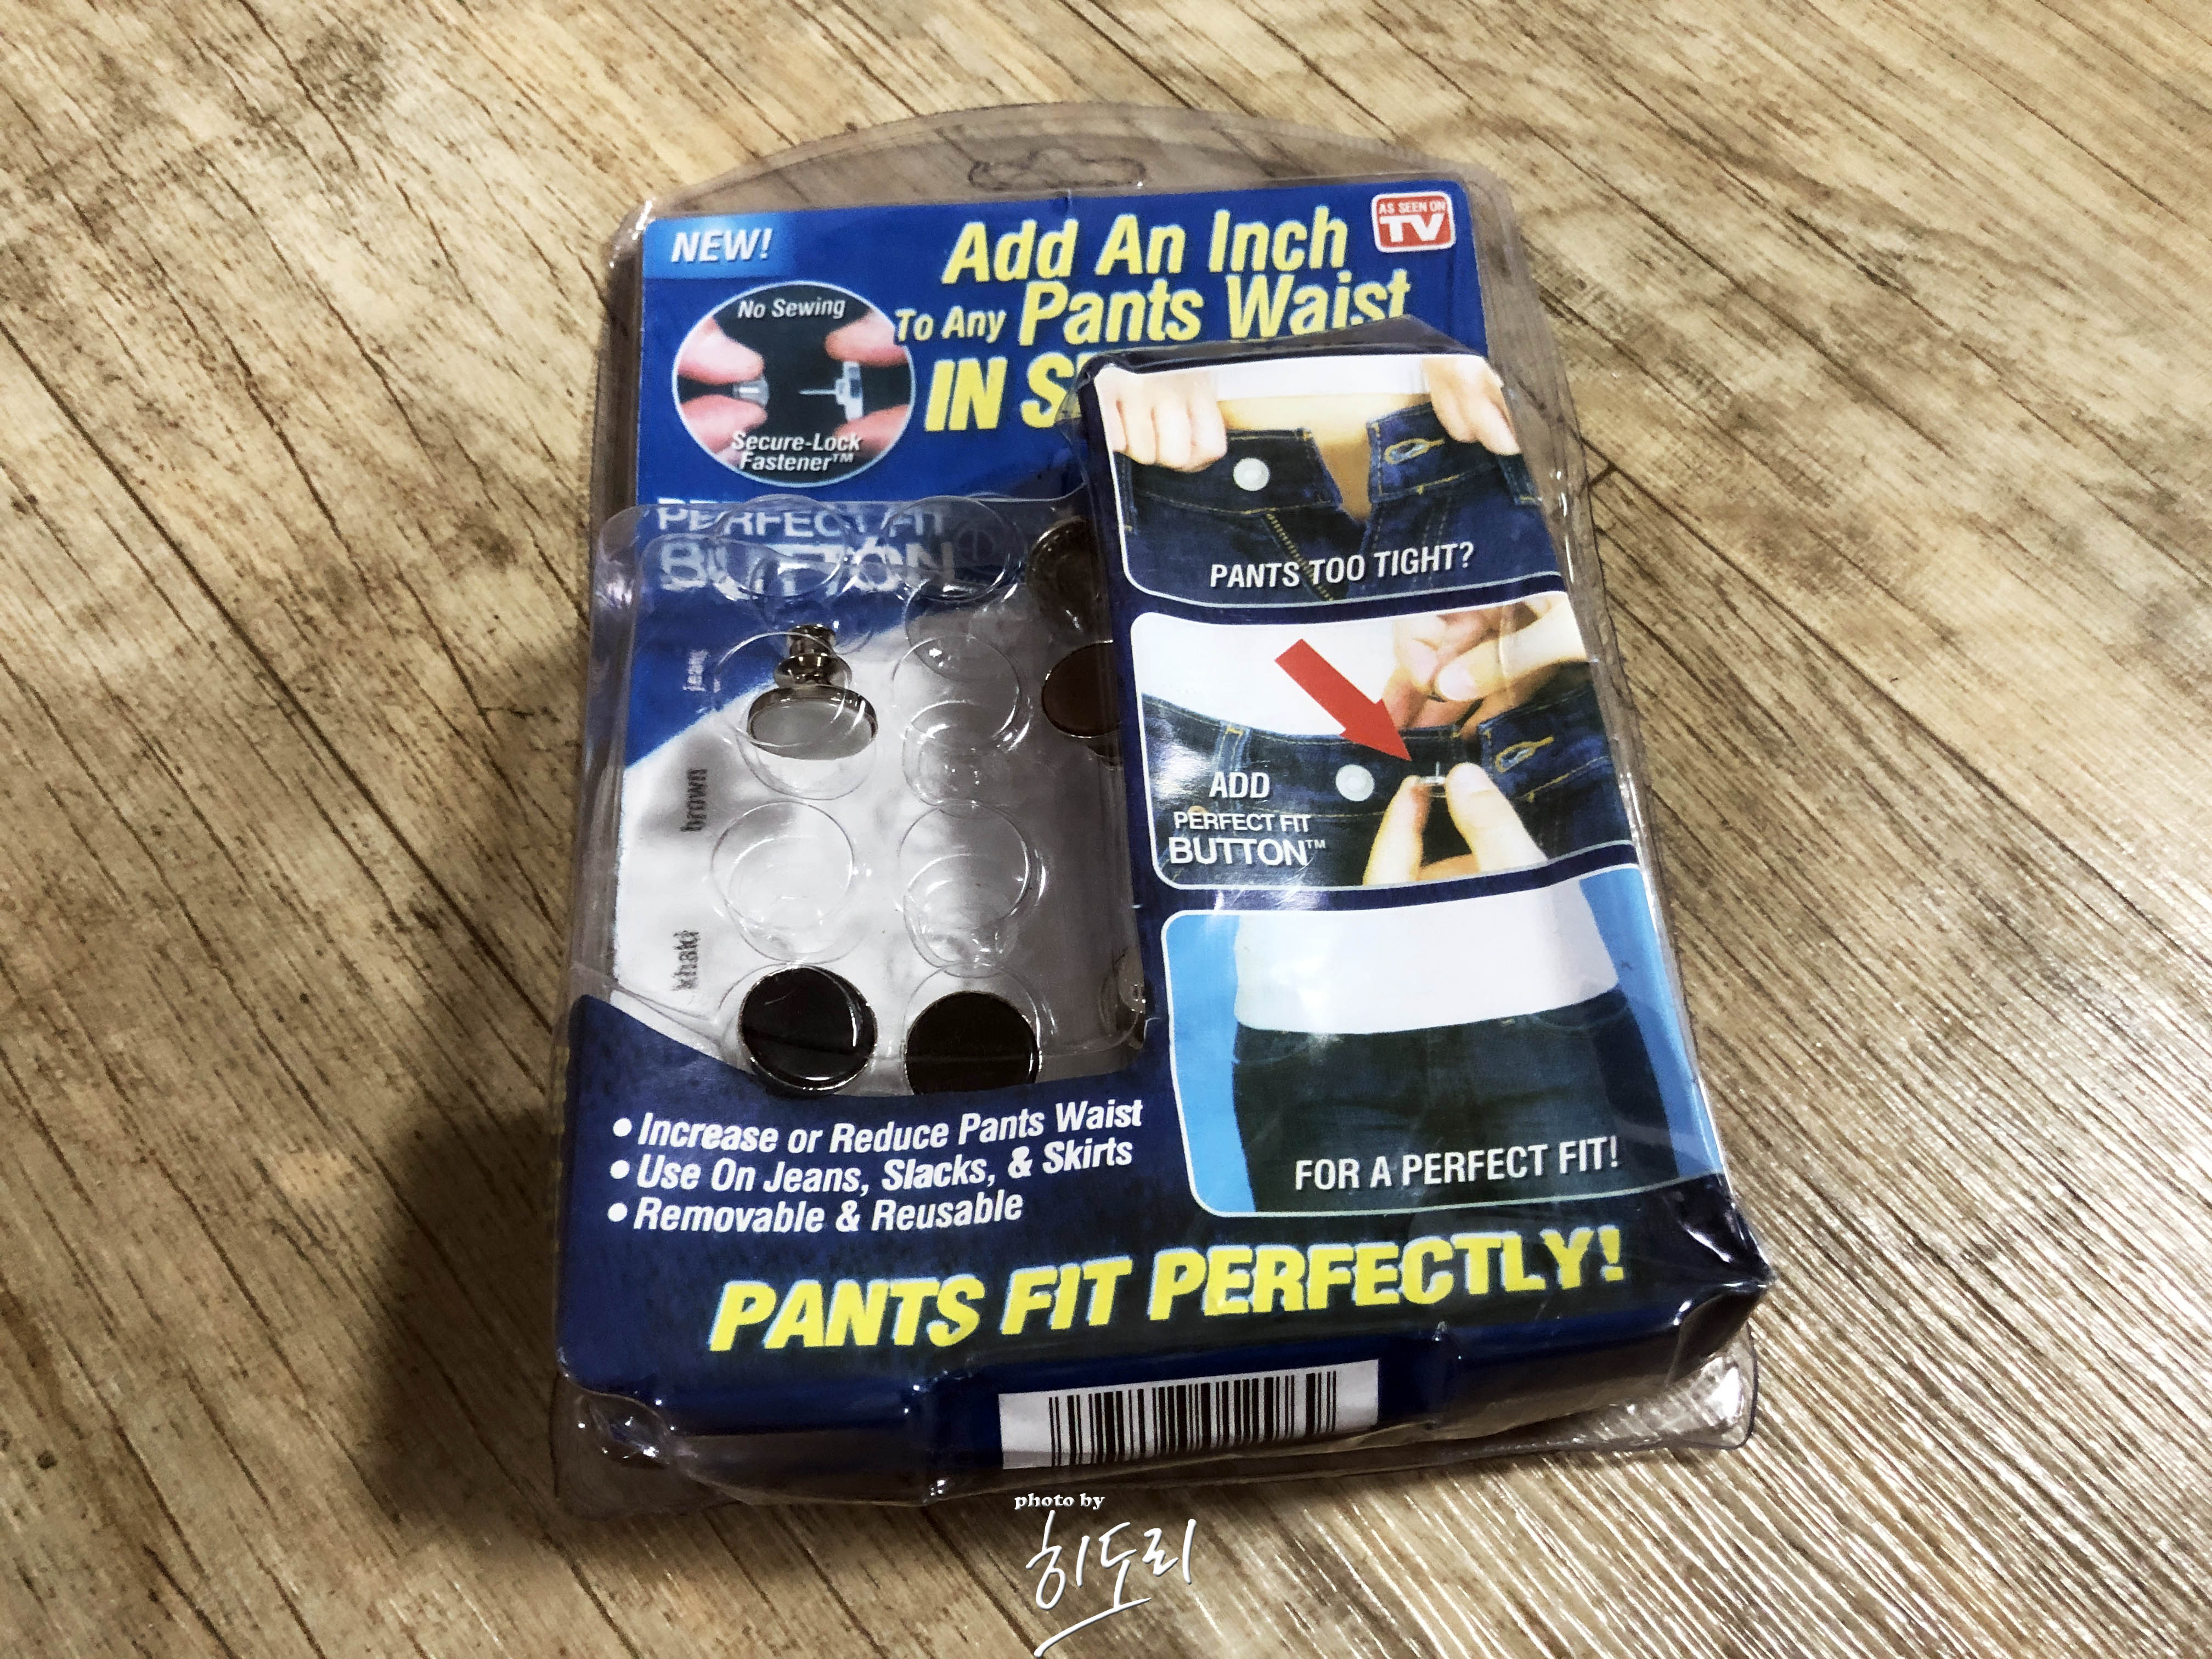 NEW!
AS SEEN ON
TV
Add An Inch
To Any Pants Waist
IN S
No Sewing
Secure-Lock
Fastener™
PERFECT FIT
BUTTON
jeans
brown
khaki
PANTS TOO TIGHT?
ADD
PERFECT FIT
BUTTON™
FOR A PERFECT FIT!
• Increase or Reduce Pants Waist
• Use On Jeans, Slacks, & Skirts
• Removable & Reusable
PANTS FIT PERFECTLY!
photo by
히도리